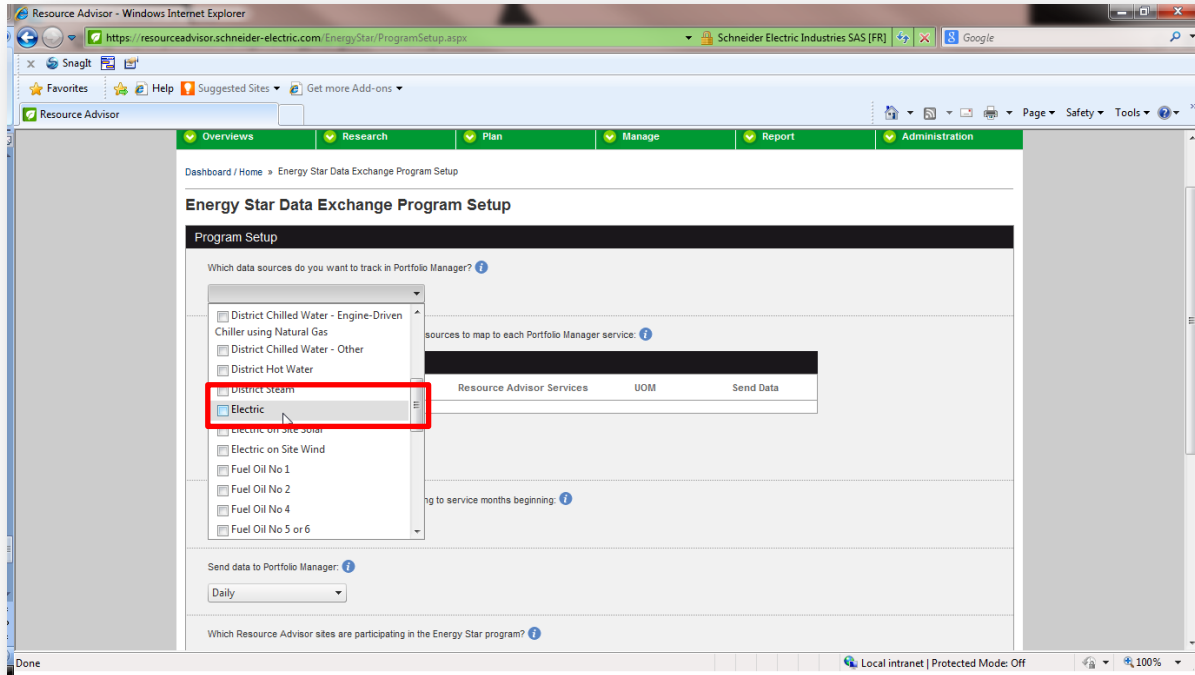 Resource Advisor - Windows Internet Explorer
https://resourceadvisor.schneider-electric.com/EnergyStar/ProgramSetup.aspx
Schneider Electric Industries SAS [FR]
Google
x SnagIt
Favorites Help Suggested Sites Get more Add-ons
Resource Advisor
Page Safety Tools
Overviews Research Plan Manage Report Administration
Dashboard / Home » Energy Star Data Exchange Program Setup
Energy Star Data Exchange Program Setup
Program Setup
Which data sources do you want to track in Portfolio Manager?
District Chilled Water - Engine-Driven
Chiller using Natural Gas
sources to map to each Portfolio Manager service:
District Chilled Water - Other
District Hot Water
District Steam
Resource Advisor Services UOM Send Data
Electric
Electric on Site Solar
Electric on Site Wind
Fuel Oil No 1
Fuel Oil No 2
ng to service months beginning:
Fuel Oil No 4
Fuel Oil No 5 or 6
Send data to Portfolio Manager:
Daily
Which Resource Advisor sites are participating in the Energy Star program?
Done
Local intranet | Protected Mode: Off
100%